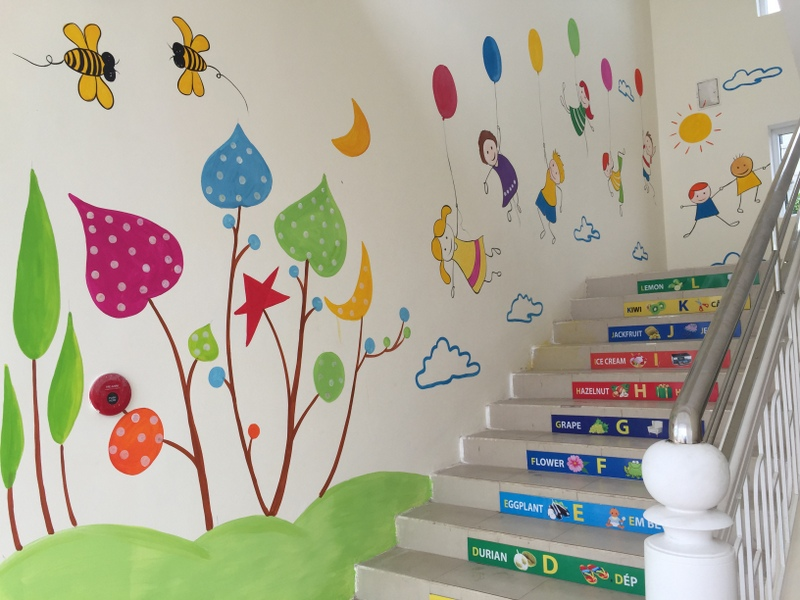 LEMON L
KIWI K
JACKFRUIT J
ICE CREAM I
HAZELNUT H
GRAPE G
FLOWER F
EGGPLANT E EM BÉ
DURIAN D DÉP